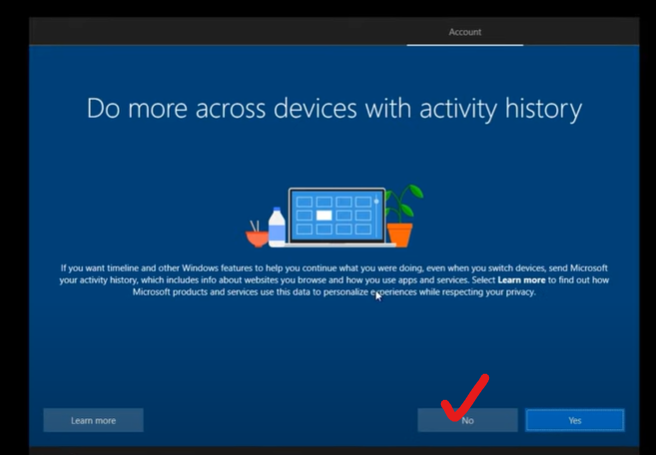 Account
Do more across devices with activity history
If you want timeline and other Windows features to help you continue what you were doing, even when you switch devices, send Microsoft
your activity history, which includes info about websites you browse and how you use apps and services. Select Learn more to find out how
Microsoft products and services use this data to personalize experiences while respecting your privacy.
Learn more
No
Yes